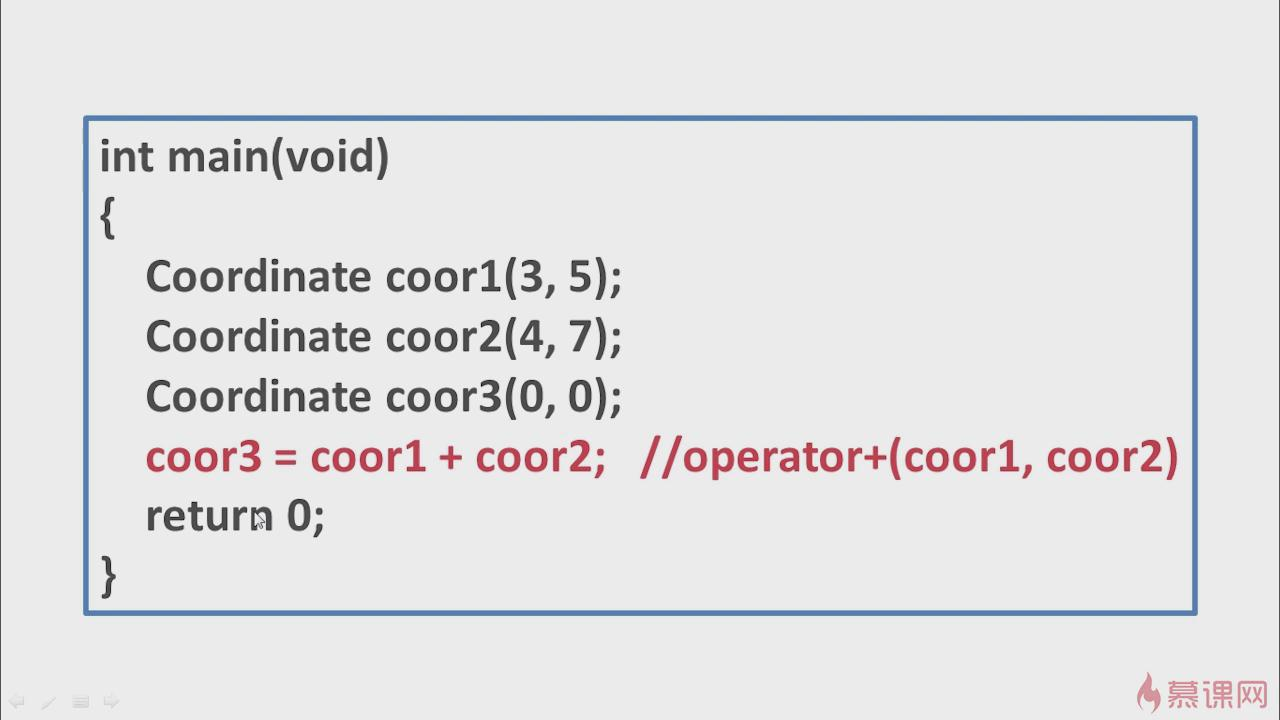 int main(void)
{
Coordinate coor1(3, 5);
Coordinate coor2(4, 7);
Coordinate coor3(0, 0);
coor3 = coor1 + coor2; //operator+(coor1, coor2)
return 0;
}
慕课网